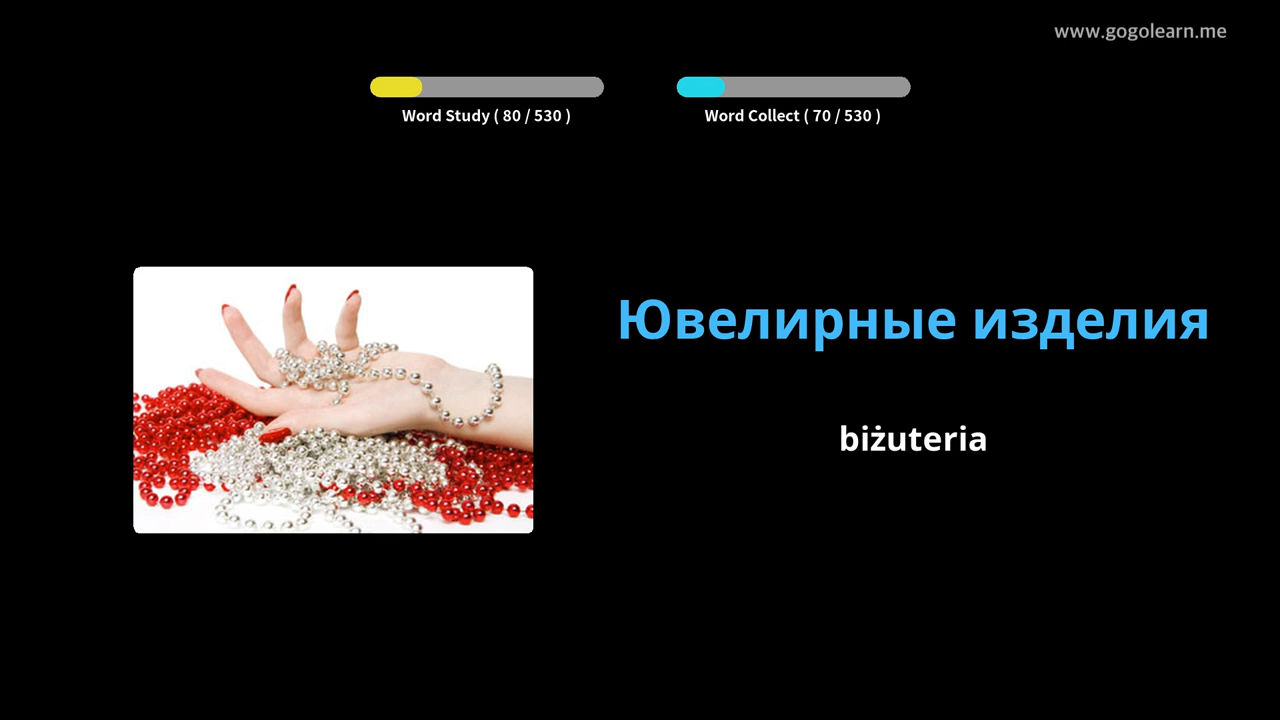 www.gogolearn.me
Word Study ( 80 / 530 )
Word Collect ( 70 / 530 )
Ювелирные изделия
biżuteria